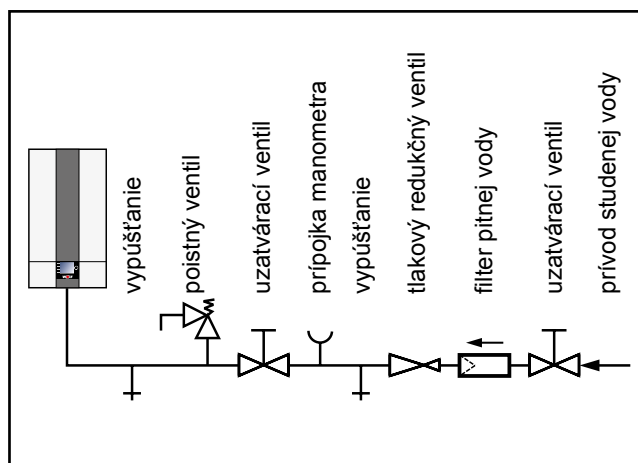 vypúšťanie
poistný ventil
uzatvárací ventil
prípojka manometra
vypúšťanie
tlakový redukčný ventil
filter pitnej vody
uzatvárací ventil
prívod studenej vody